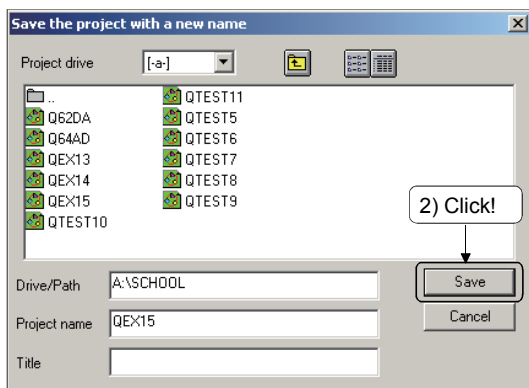 Save the project with a new name
Project drive [-a-]
.. QTEST11
Q62DA QTEST5
Q64AD QTEST6
QEX13 QTEST7
QEX14 QTEST8
QEX15 QTEST9
QTEST10
2) Click!
Drive/Path A:\SCHOOL Save
Project name QEX15 Cancel
Title